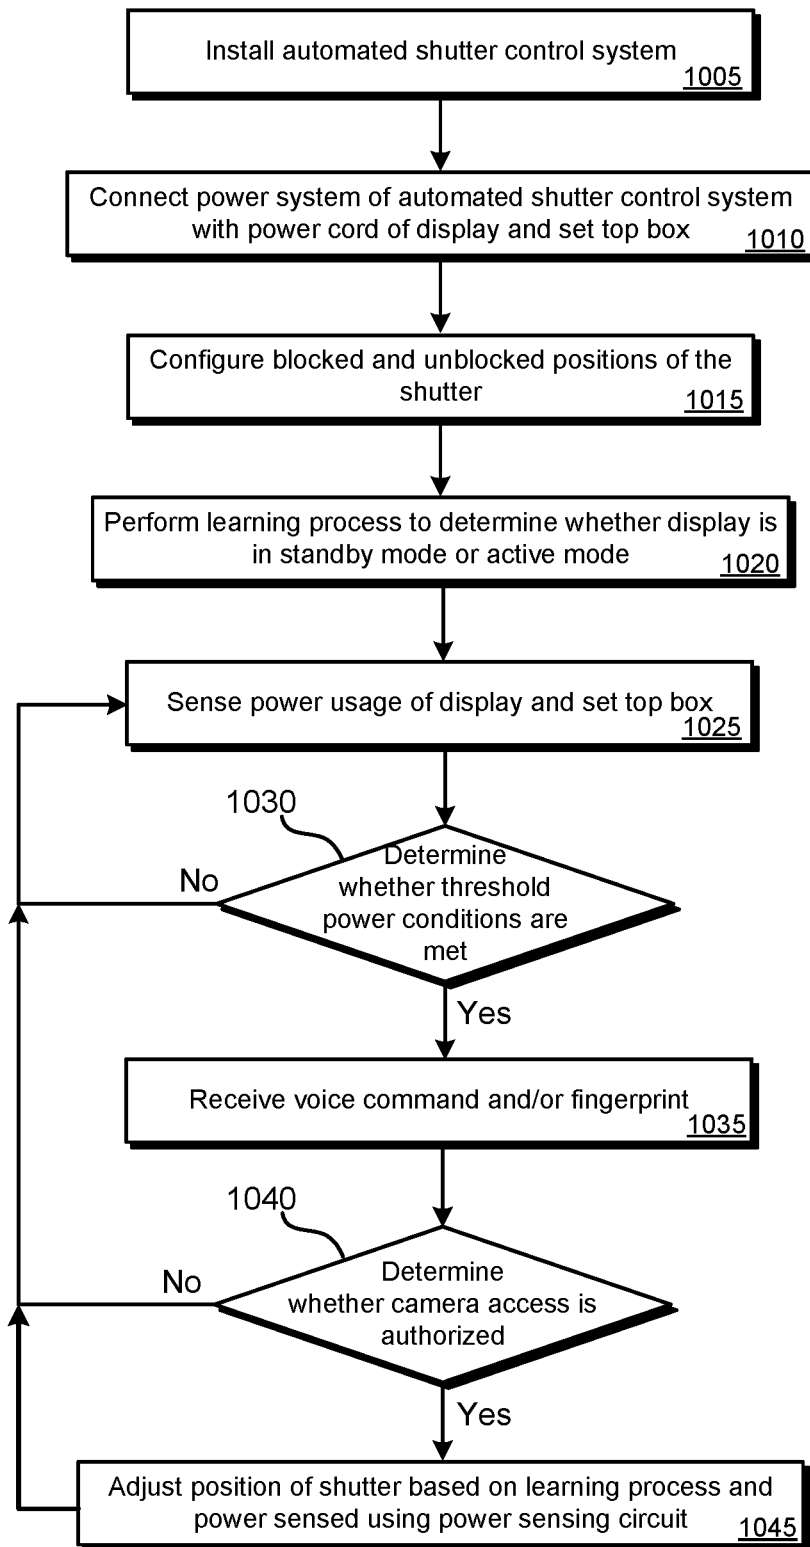 Install automated shutter control system
1005
Connect power system of automated shutter control system
with power cord of display and set top box
1010
Configure blocked and unblocked positions of the
shutter
1015
Perform learning process to determine whether display is
in standby mode or active mode
1020
Sense power usage of display and set top box
1025
1030
Determine
whether threshold
power conditions are
met
No
Yes
Receive voice command and/or fingerprint
1035
1040
Determine
whether camera access is
authorized
No
Yes
Adjust position of shutter based on learning process and
power sensed using power sensing circuit
1045